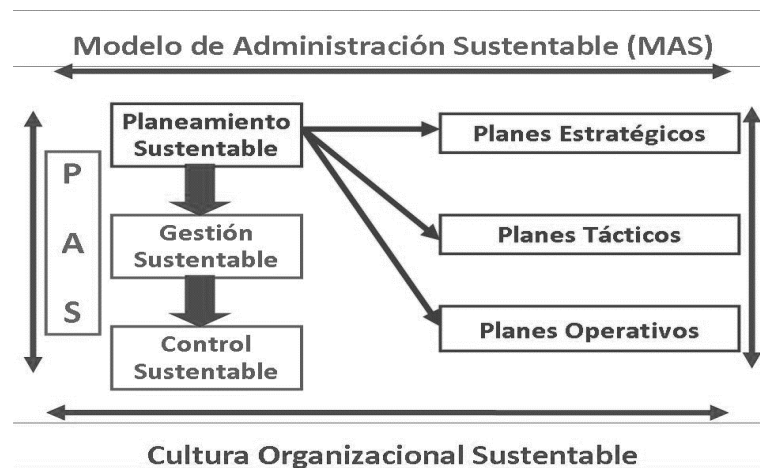 Modelo de Administración Sustentable (MAS)
P
A
S
Planeamiento
Sustentable
Gestión
Sustentable
Control
Sustentable
Planes Estratégicos
Planes Tácticos
Planes Operativos
Cultura Organizacional Sustentable